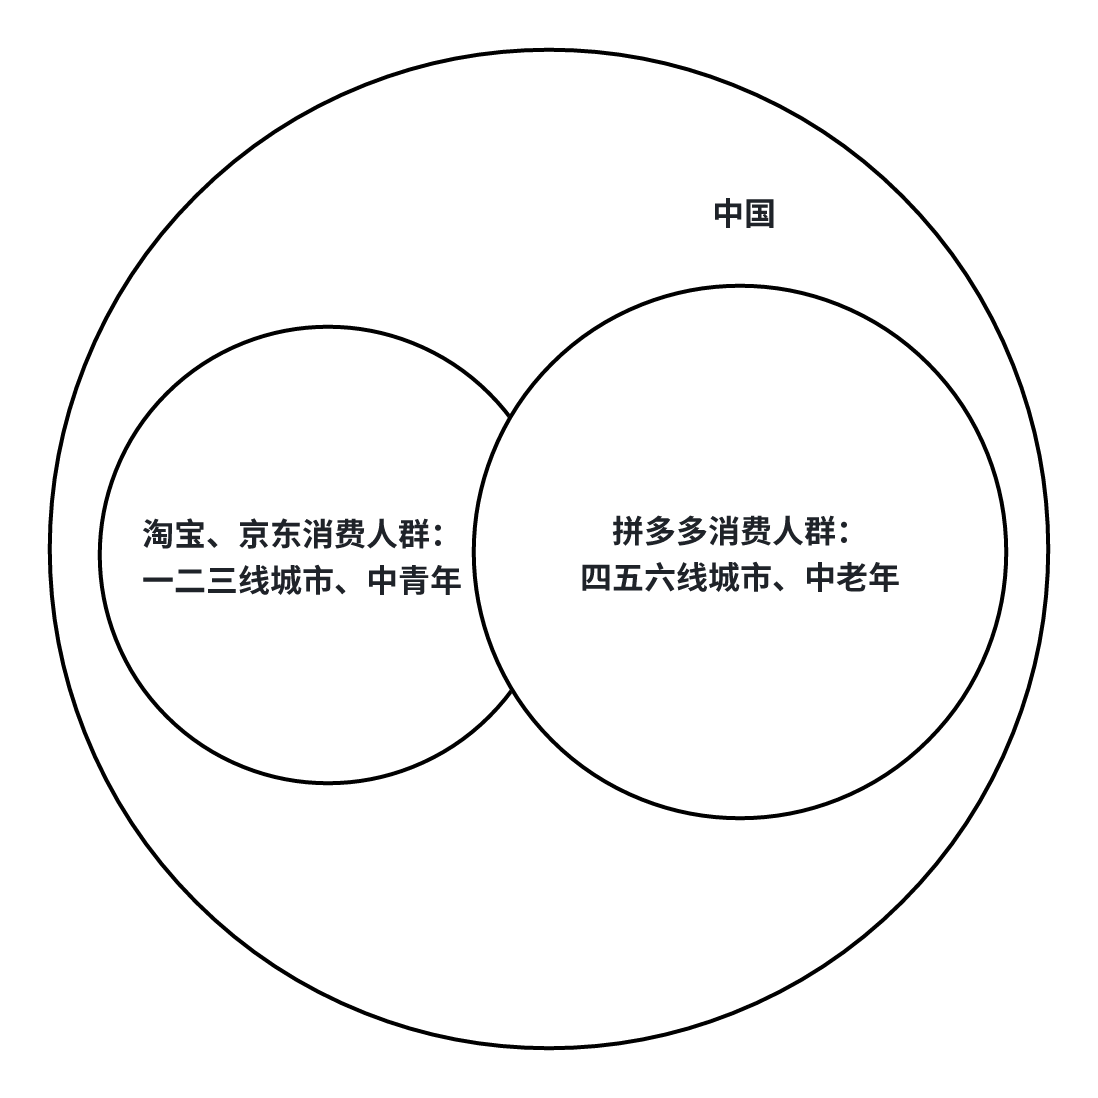 中国
淘宝、京东消费人群：
一二三线城市、中青年
拼多多消费人群：
四五六线城市、中老年